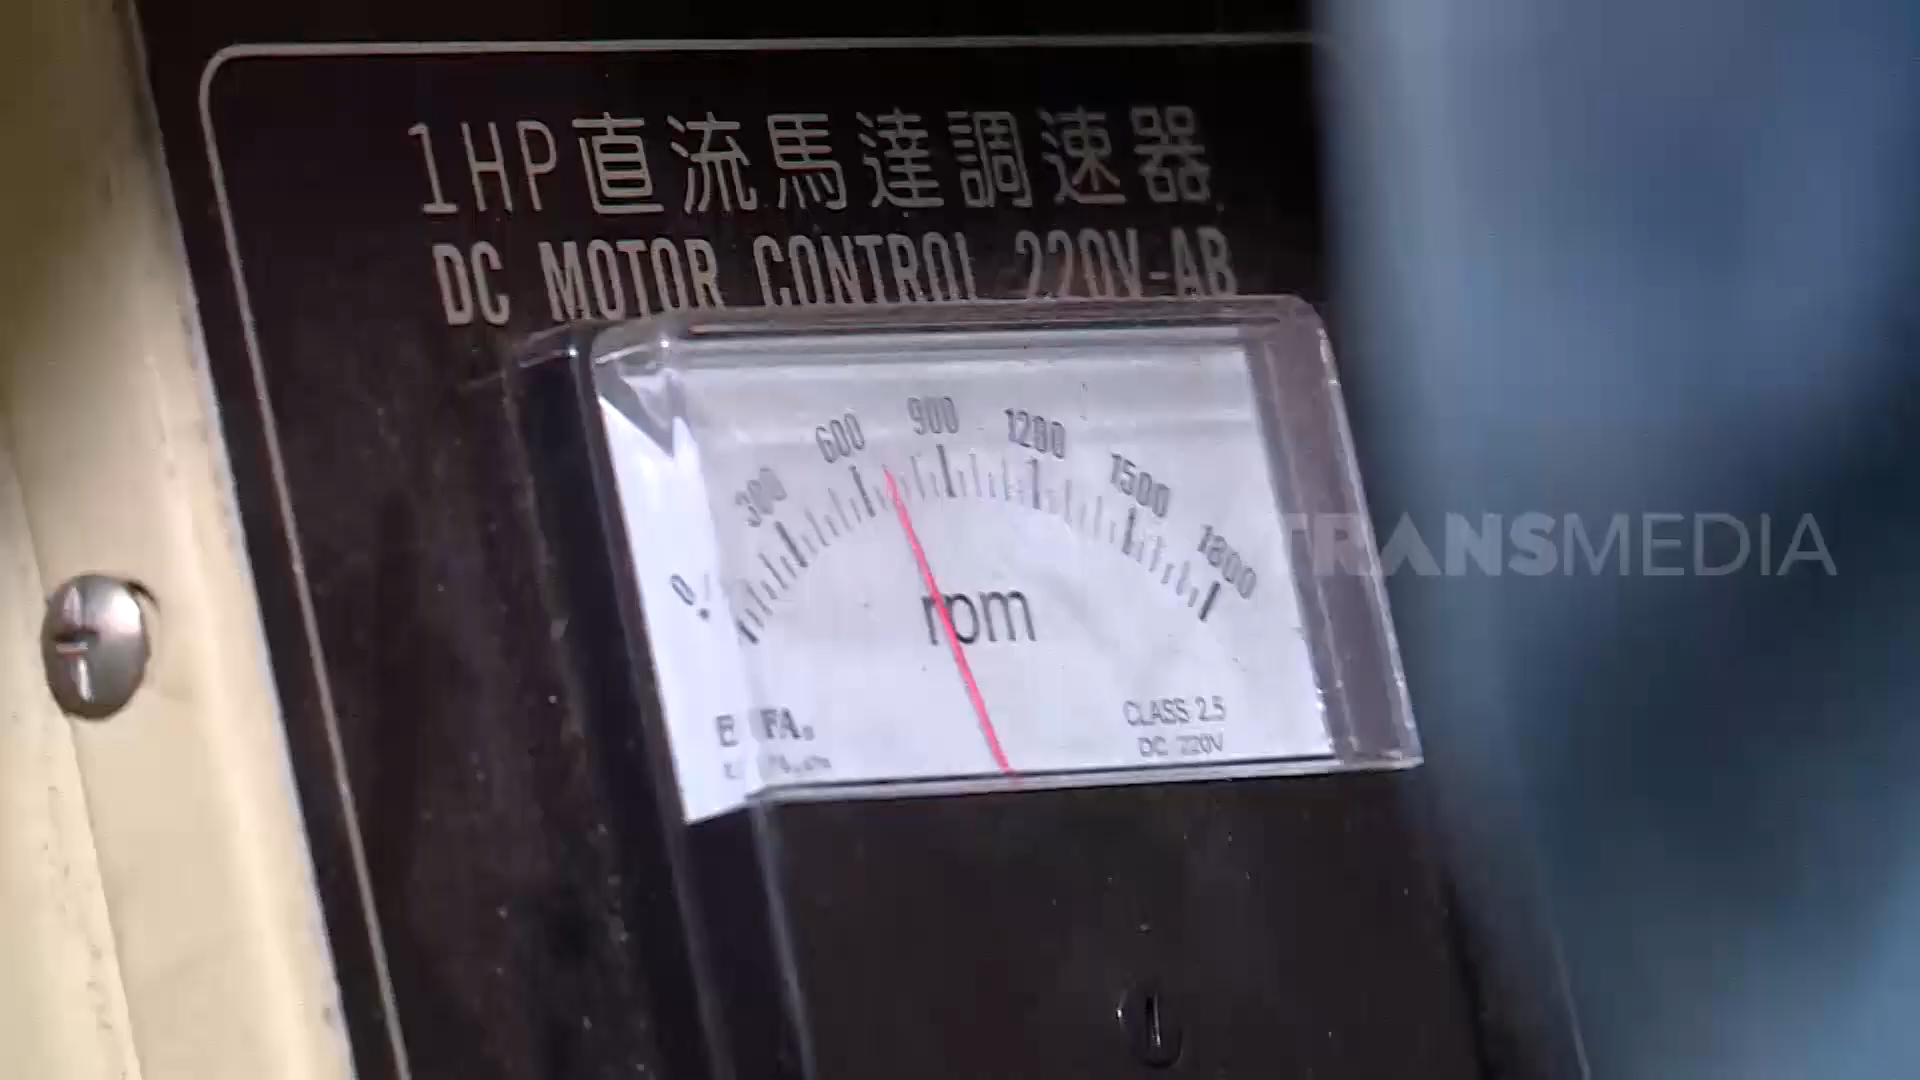 1HP直流馬達調速器
DC MOTOR CONTROL 220V-AB
0 300 600 900 1200 1500 1800
rpm
CLASS 2.5
DC 220V
TRANSMEDIA